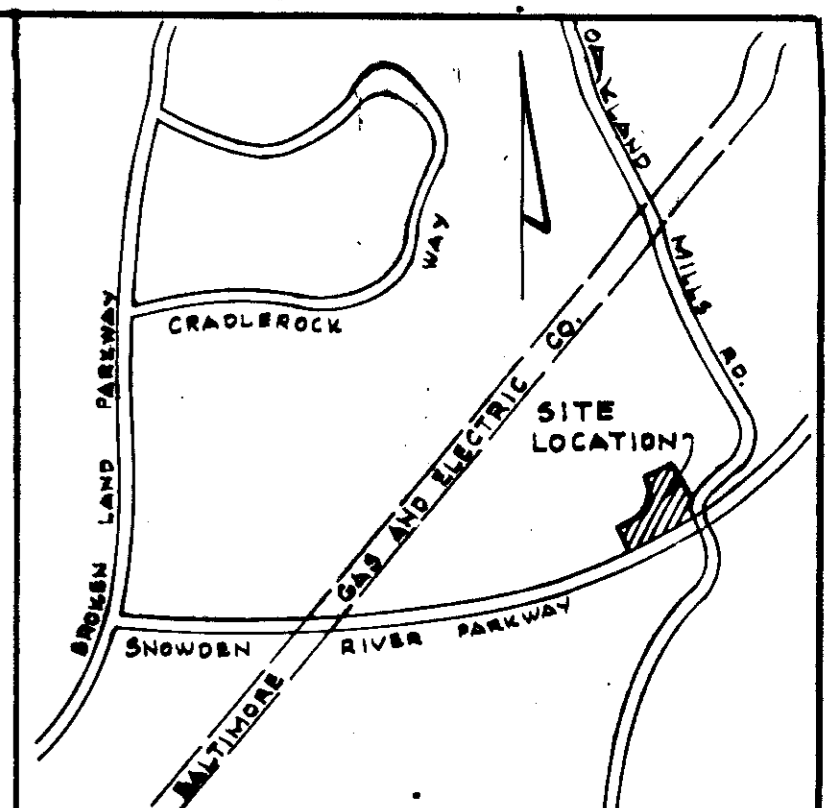 OAKLAND MILLS RD.
WAY
CRADLEROCK
BROKEN LAND PARKWAY
BALTIMORE GAS AND ELECTRIC CO.
SITE
LOCATION
SNOWDEN RIVER PARKWAY